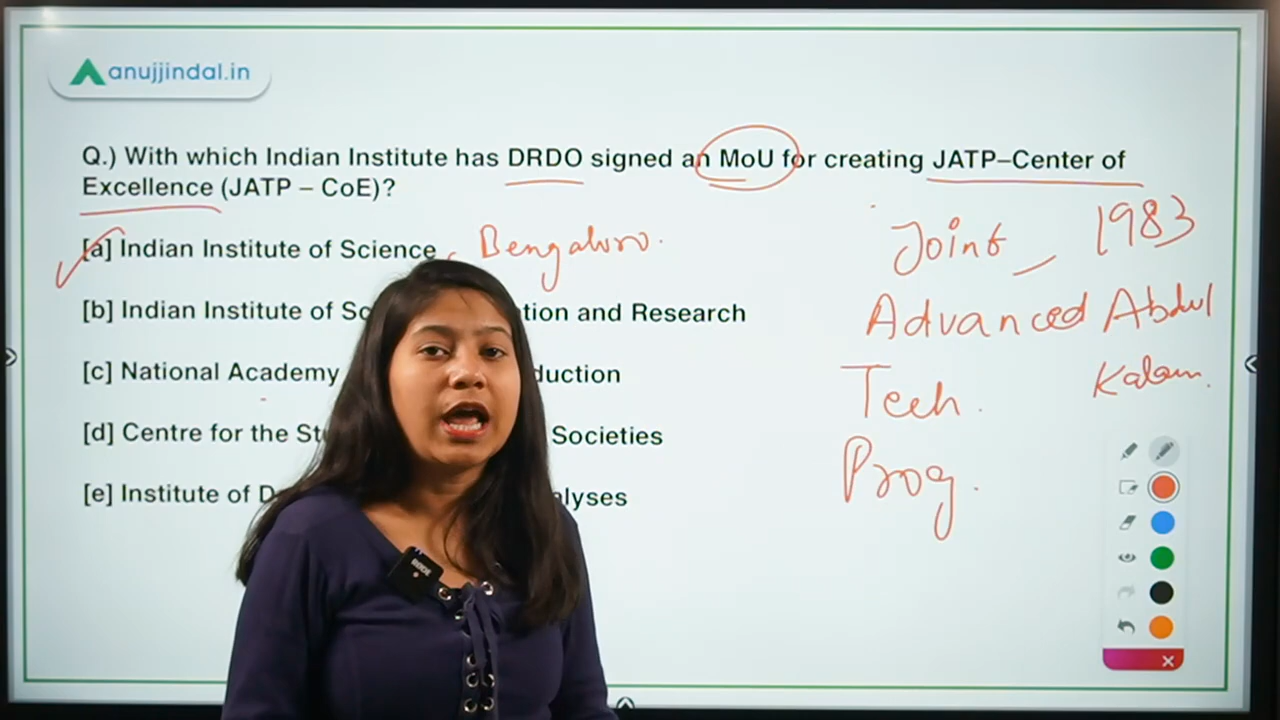 anujjindal.in
Q.) With which Indian Institute has DRDO signed an MoU for creating JATP–Center of
Excellence (JATP – CoE)?
[a] Indian Institute of Science
Bengaluru.
[b] Indian Institute of Sc tion and Research
[c] National Academy duction
[d] Centre for the St Societies
[e] Institute of D alyses
Joint 1983
Advanced Abdul
Tech. Kalam.
Prog.
RODE